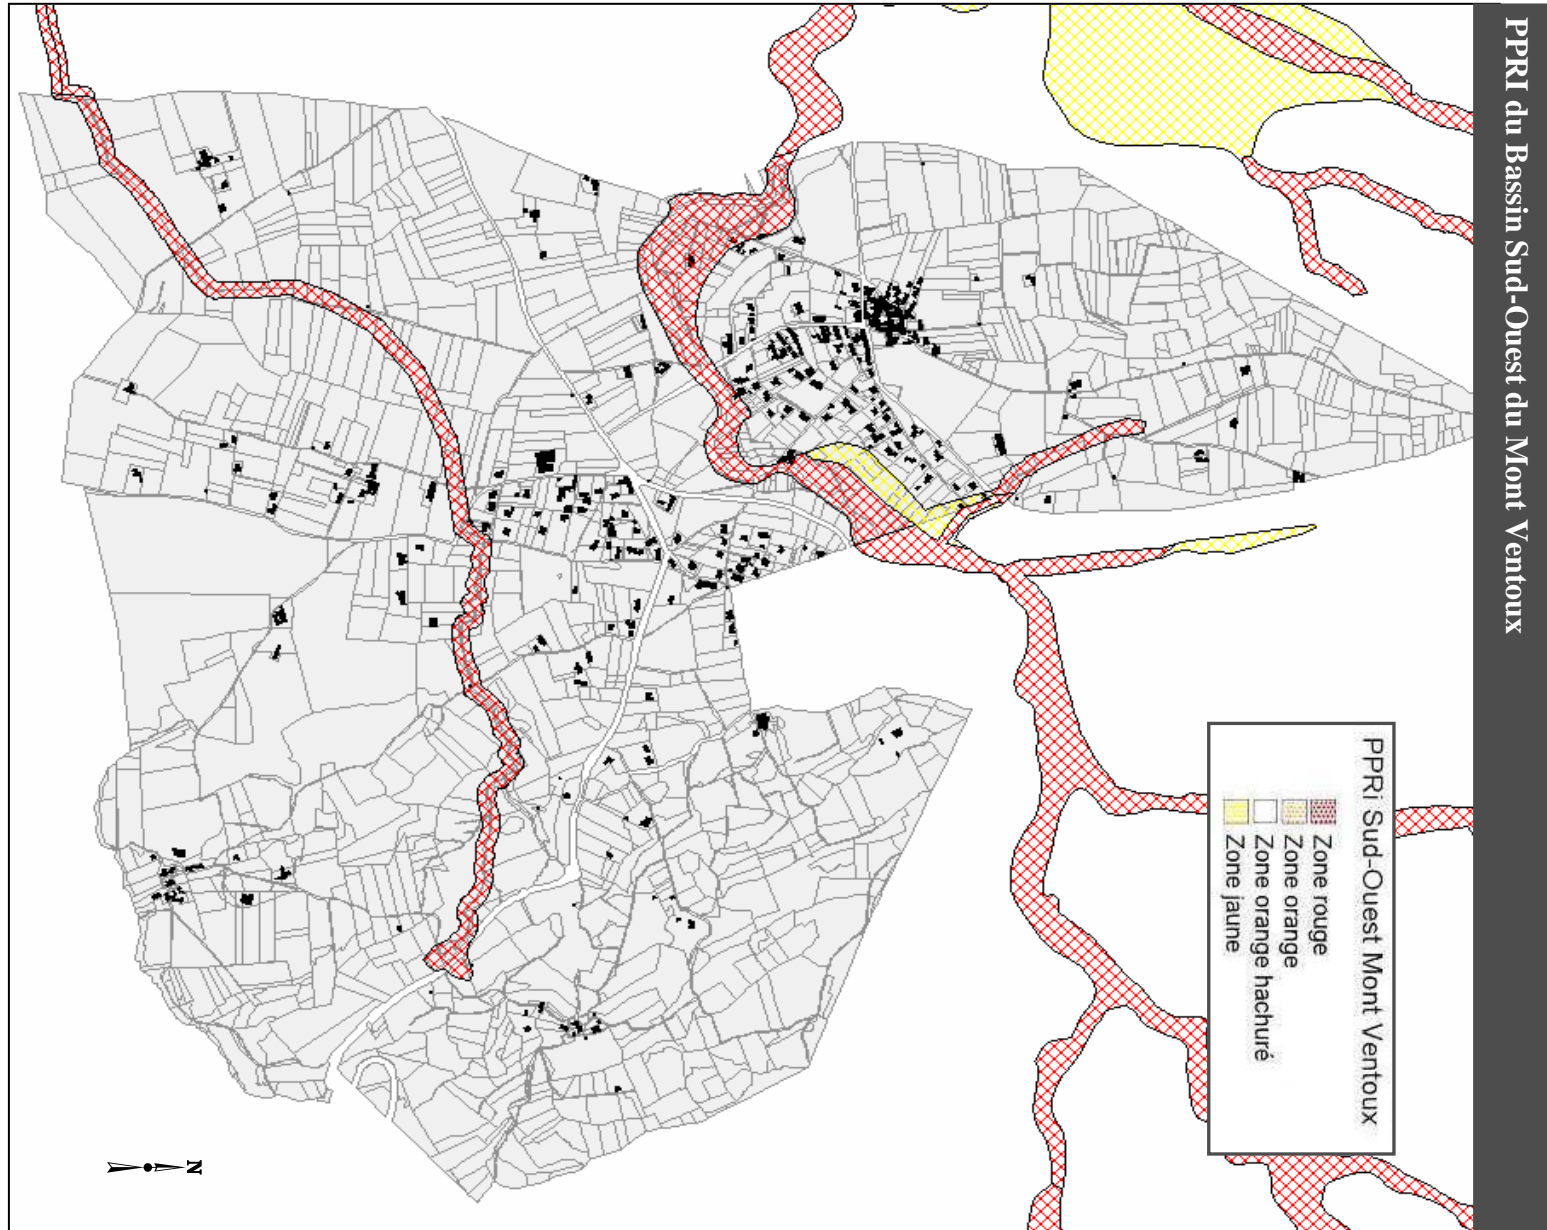 PPRI du Bassin Sud-Ouest du Mont Ventoux
PPRi Sud-Ouest Mont Ventoux
Zone rouge
Zone orange
Zone orange hachuré
Zone jaune
N